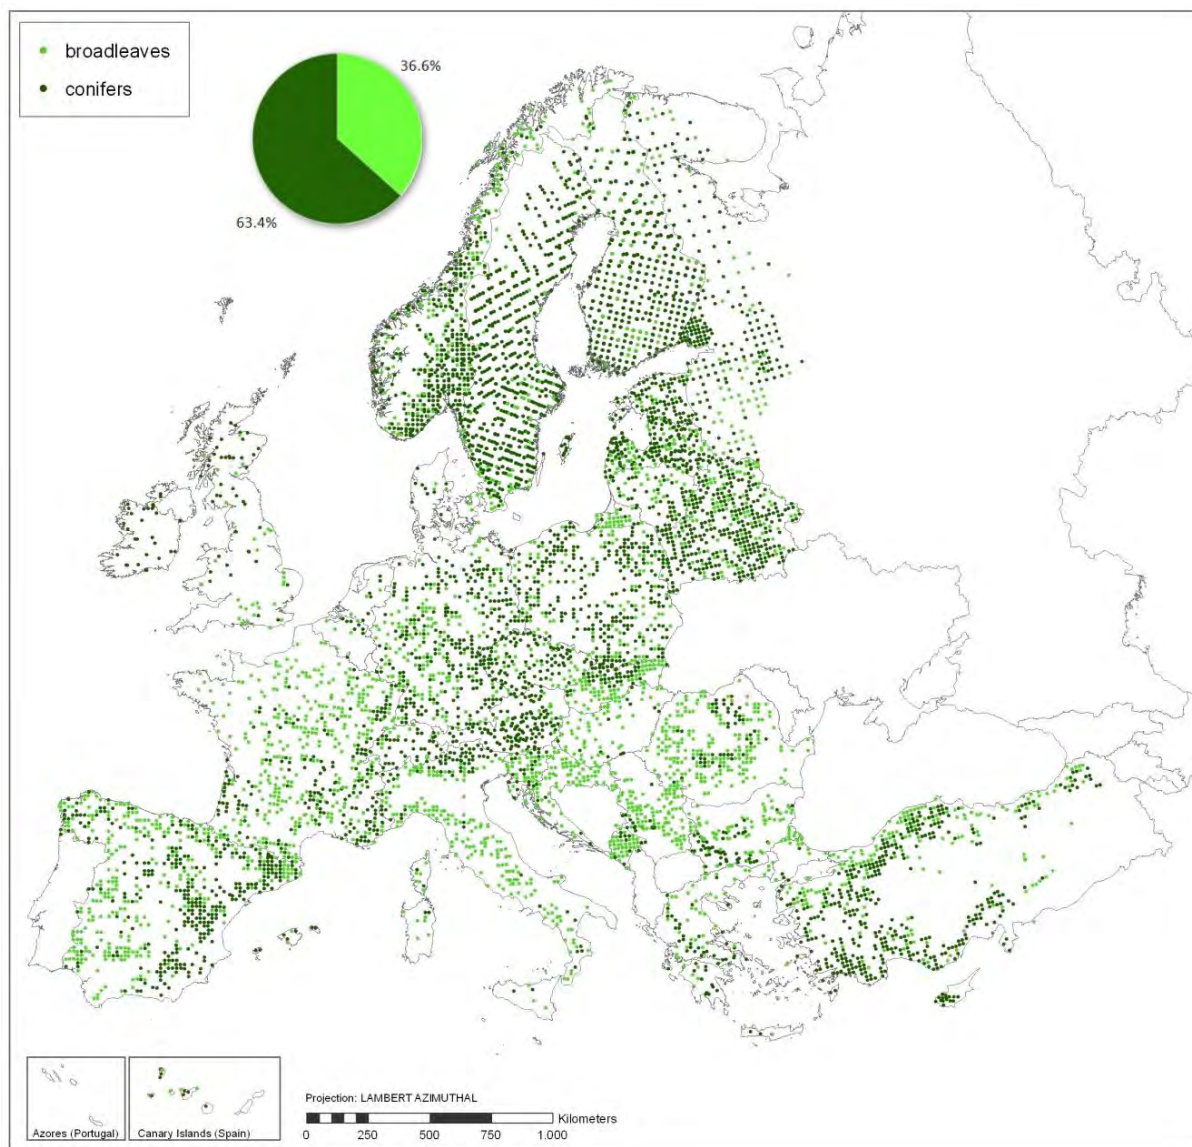 broadleaves
conifers
36.6%
63.4%
Projection: LAMBERT AZIMUTHAL
Kilometers
0 250 500 750 1.000
Azores (Portugal)
Canary Islands (Spain)